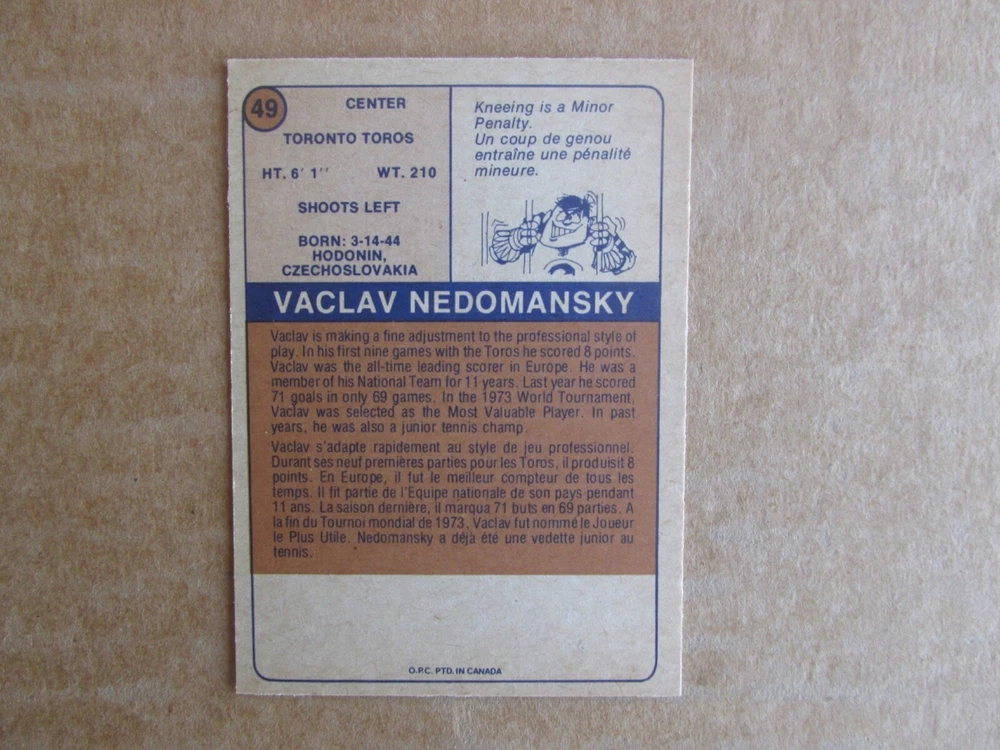 49
CENTER
TORONTO TOROS
HT. 6' 1'' WT. 210
SHOOTS LEFT
BORN: 3-14-44
HODONIN,
CZECHOSLOVAKIA
Kneeing is a Minor
Penalty.
Un coup de genou
entraîne une pénalité
mineure.
VACLAV NEDOMANSKY
Vaclav is making a fine adjustment to the professional style of
play. In his first nine games with the Toros he scored 8 points.
Vaclav was the all-time leading scorer in Europe. He was a
member of his National Team for 11 years. Last year he scored
71 goals in only 69 games. In the 1973 World Tournament,
Vaclav was selected as the Most Valuable Player. In past
years, he was also a junior tennis champ.
Vaclav s'adapte rapidement au style de jeu professionnel.
Durant ses neuf premières parties pour les Toros, il produisit 8
points. En Europe, il fut le meilleur compteur de tous les
temps. Il fit partie de l'Equipe nationale de son pays pendant
11 ans. La saison dernière, il marqua 71 buts en 69 parties. A
la fin du Tournoi mondial de 1973, Vaclav fut nommé le Joueur
le Plus Utile. Nedomansky a déjà été une vedette junior au
tennis.
O.P.C. PTD. IN CANADA